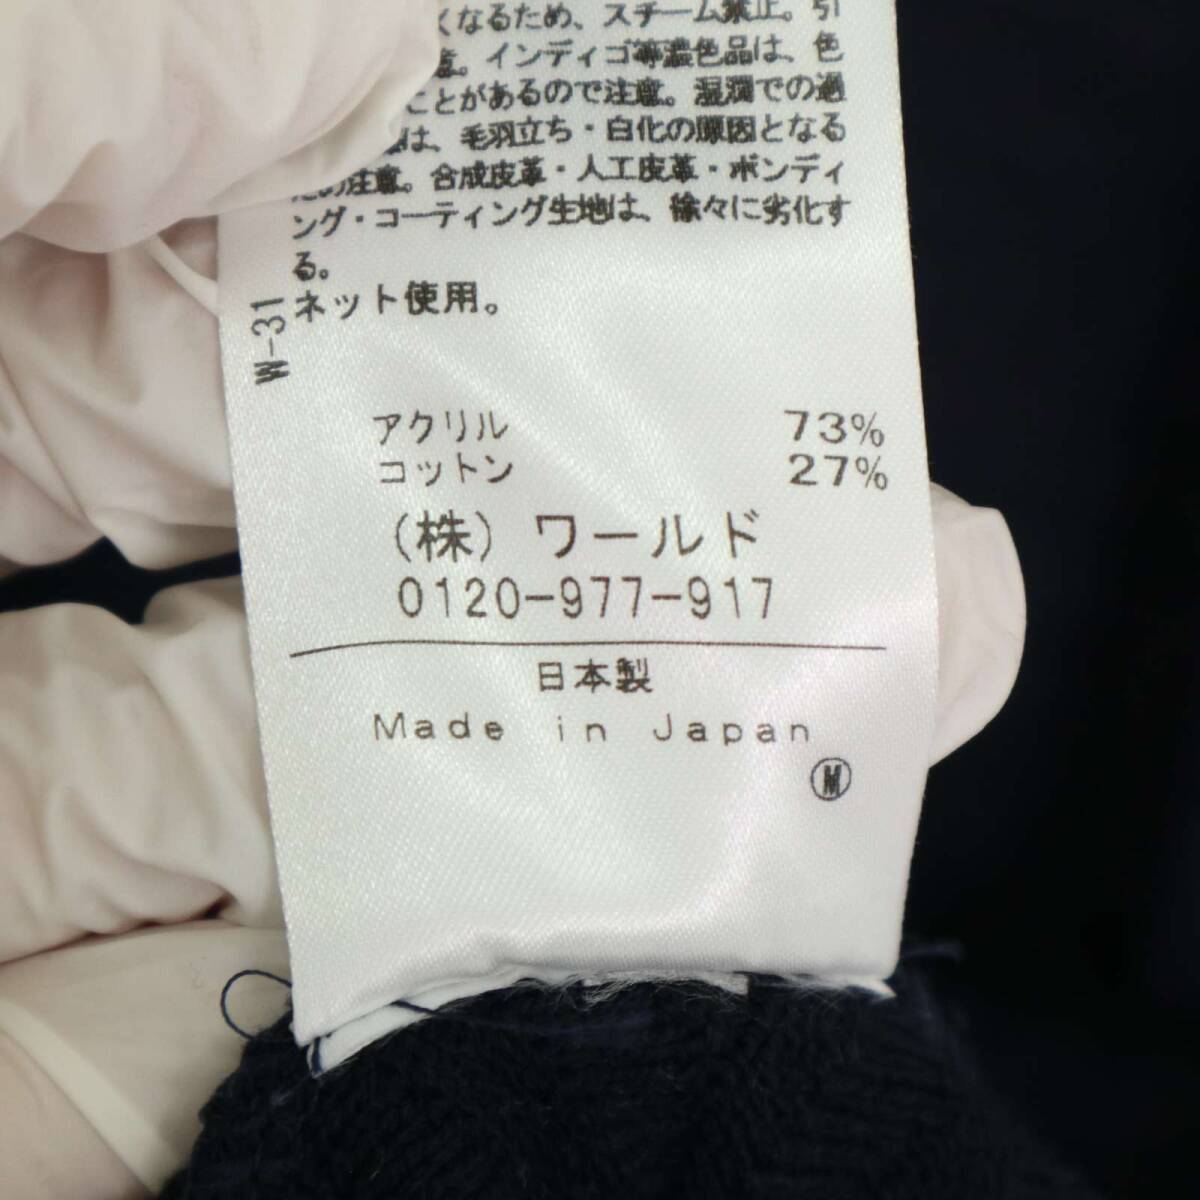 くなるため、スチーム禁止。引
意。インディゴ等濃色品は、色
ことがあるので注意。湿潤での過
は、毛羽立ち・白化の原因となる
ため注意。合成皮革・人工皮革・ボンディ
ング・コーティング生地は、徐々に劣化す
る。
ネット使用。
W-31
アクリル 73%
コットン 27%
(株) ワールド
0120-977-917
日本製
Made in Japan
Ⓜ